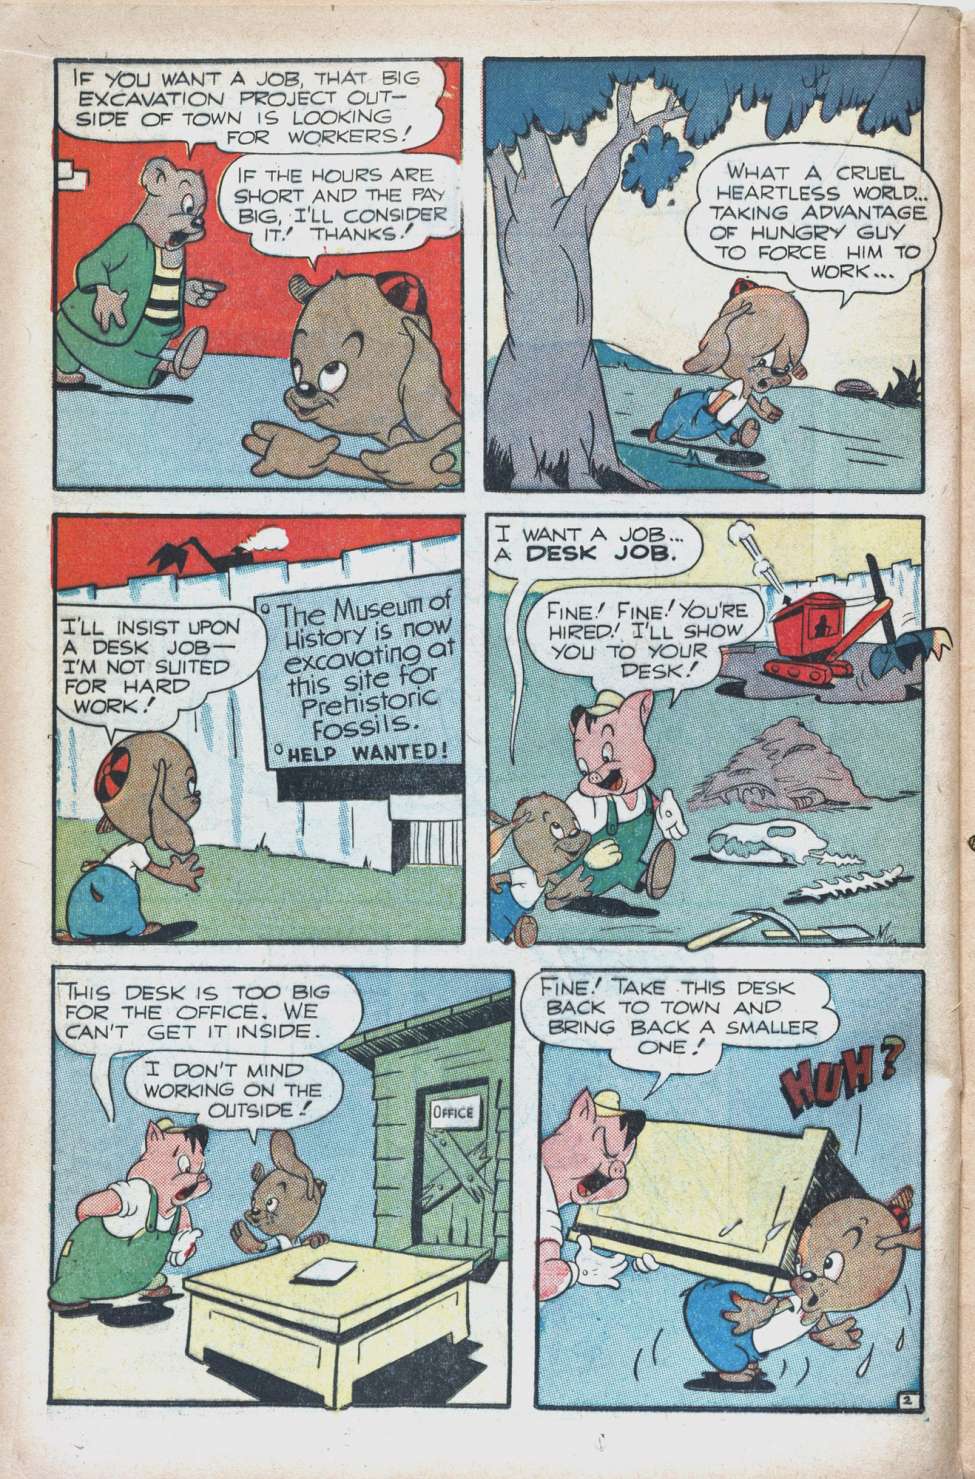 IF YOU WANT A JOB, THAT BIG
EXCAVATION PROJECT OUT-
SIDE OF TOWN IS LOOKING
FOR WORKERS!
IF THE HOURS ARE
SHORT AND THE PAY
BIG, I'LL CONSIDER
IT! THANKS!
WHAT A CRUEL
HEARTLESS WORLD...
TAKING ADVANTAGE
OF HUNGRY GUY
TO FORCE HIM TO
WORK...
I'LL INSIST UPON
A DESK JOB—
I'M NOT SUITED
FOR HARD
WORK!
The Museum of
History is now
excavating at
this site for
Prehistoric
Fossils.
HELP WANTED!
I WANT A JOB...
A DESK JOB.
FINE! FINE! YOU'RE
HIRED! I'LL SHOW
YOU TO YOUR
DESK!
THIS DESK IS TOO BIG
FOR THE OFFICE. WE
CAN'T GET IT INSIDE.
I DON'T MIND
WORKING ON THE
OUTSIDE!
OFFICE
FINE! TAKE THIS DESK
BACK TO TOWN AND
BRING BACK A SMALLER
ONE!
HUH?
2